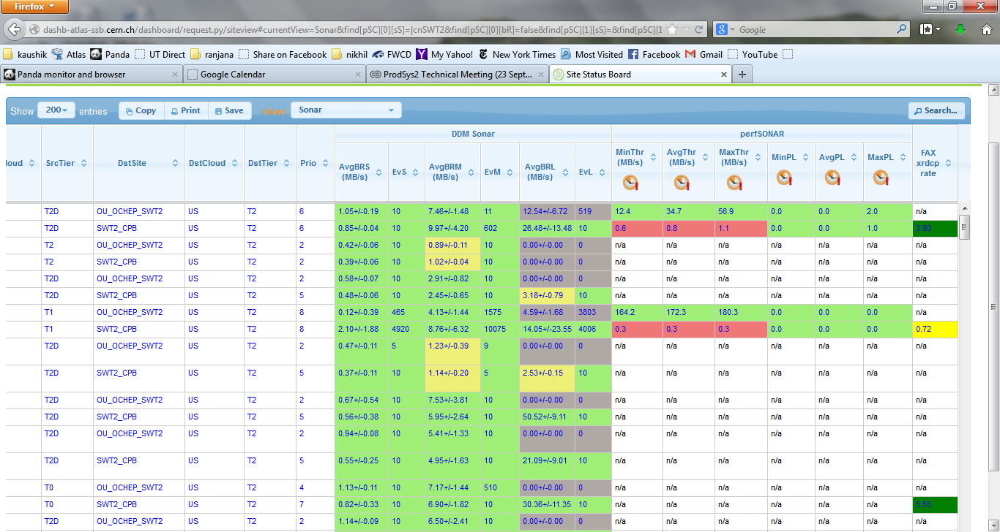 Firefox
dashb-atlas-ssb.cern.ch/dashboard/request.py/siteview#currentView=Sonar&find[pSC][0][sS]=|cnSWT2&find[pSC][0][bR]=false&find[pSC][1][sS]=&find[pSC][1] Google
kaushik Atlas Panda UT Direct ranjana Share on Facebook nikhil FWCD My Yahoo! New York Times Most Visited Facebook Gmail YouTube
Panda monitor and browser Google Calendar ProdSys2 Technical Meeting (23 Sept... Site Status Board
Show 200 entries Copy Print Save view: Sonar Search...
DDM Sonar perfSONAR
loud SrcTier DstSite DstCloud DstTier Prio AvgBRS (MB/s) EvS AvgBRM (MB/s) EvM AvgBRL (MB/s) EvL MinThr (MB/s) AvgThr (MB/s) MaxThr (MB/s) MinPL AvgPL MaxPL FAX xrdcp rate
T2D OU_OCHEP_SWT2 US T2 6 1.05+/-0.19 10 7.46+/-1.48 11 12.54+/-6.72 519 12.4 34.7 56.9 0.0 0.0 2.0 n/a
T2D SWT2_CPB US T2 6 0.85+/-0.04 10 9.97+/-4.20 602 26.48+/-13.48 10 0.6 0.8 1.1 0.0 0.0 1.0 3.93
T2 OU_OCHEP_SWT2 US T2 2 0.42+/-0.06 10 0.89+/-0.11 10 0.00+/-0.00 0 n/a n/a n/a n/a n/a n/a n/a
T2 SWT2_CPB US T2 2 0.39+/-0.06 10 1.02+/-0.04 10 0.00+/-0.00 0 n/a n/a n/a n/a n/a n/a n/a
T2D OU_OCHEP_SWT2 US T2 2 0.58+/-0.07 10 2.91+/-0.82 10 0.00+/-0.00 0 n/a n/a n/a n/a n/a n/a n/a
T2D SWT2_CPB US T2 5 0.48+/-0.06 10 2.45+/-0.65 10 3.18+/-0.79 10 n/a n/a n/a n/a n/a n/a n/a
T1 OU_OCHEP_SWT2 US T2 8 0.12+/-0.39 465 4.13+/-1.44 1575 4.59+/-1.68 3803 164.2 172.3 180.3 0.0 0.0 0.0 n/a
T1 SWT2_CPB US T2 8 2.10+/-1.88 4920 8.76+/-6.32 10075 14.05+/-23.55 4006 0.3 0.3 0.3 0.0 0.0 0.0 0.72
T2D OU_OCHEP_SWT2 US T2 2 0.47+/-0.11 5 1.23+/-0.39 9 0.00+/-0.00 0 n/a n/a n/a n/a n/a n/a n/a
T2D SWT2_CPB US T2 5 0.37+/-0.11 10 1.14+/-0.20 5 2.53+/-0.15 10 n/a n/a n/a n/a n/a n/a n/a
T2D OU_OCHEP_SWT2 US T2 2 0.67+/-0.54 10 7.53+/-3.81 10 0.00+/-0.00 0 n/a n/a n/a n/a n/a n/a n/a
T2D SWT2_CPB US T2 5 0.56+/-0.38 10 5.95+/-2.64 10 50.52+/-9.11 10 n/a n/a n/a n/a n/a n/a n/a
T2D OU_OCHEP_SWT2 US T2 2 0.94+/-0.08 10 5.41+/-1.33 10 0.00+/-0.00 0 n/a n/a n/a n/a n/a n/a n/a
T2D SWT2_CPB US T2 5 0.55+/-0.25 10 4.95+/-1.63 10 21.09+/-9.01 10 n/a n/a n/a n/a n/a n/a n/a
T0 OU_OCHEP_SWT2 US T2 4 1.13+/-0.11 10 7.17+/-1.44 510 0.00+/-0.00 0 n/a n/a n/a n/a n/a n/a n/a
T0 SWT2_CPB US T2 7 0.82+/-0.33 10 6.90+/-1.82 10 30.36+/-11.35 10 n/a n/a n/a n/a n/a n/a 5.55
T2D OU_OCHEP_SWT2 US T2 2 1.14+/-0.09 10 6.50+/-2.41 10 0.00+/-0.00 0 n/a n/a n/a n/a n/a n/a n/a